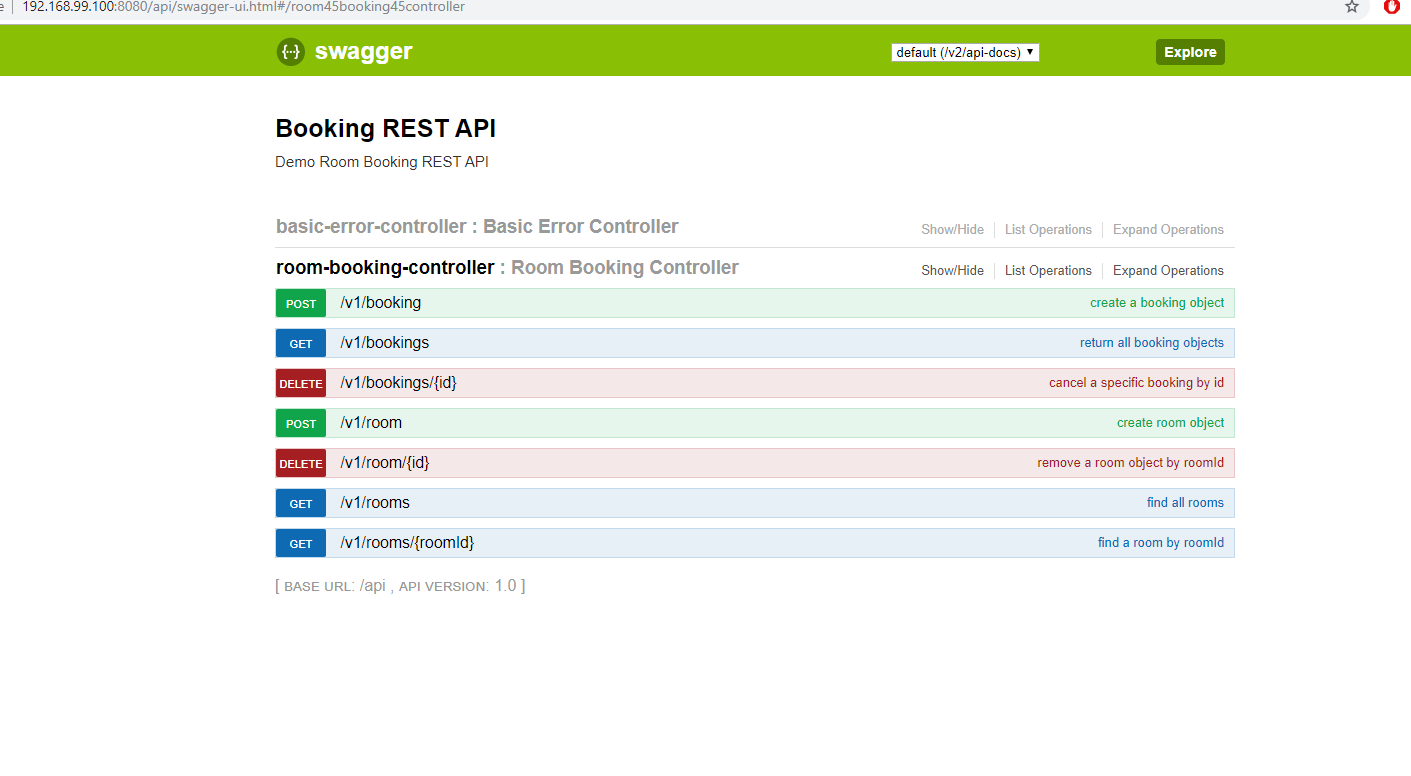 e 192.168.99.100:8080/api/swagger-ui.html#/room45booking45controller
{···} swagger default (/v2/api-docs) ▼ Explore
Booking REST API
Demo Room Booking REST API
basic-error-controller : Basic Error Controller Show/Hide List Operations Expand Operations
room-booking-controller : Room Booking Controller Show/Hide List Operations Expand Operations
POST /v1/booking create a booking object
GET /v1/bookings return all booking objects
DELETE /v1/bookings/{id} cancel a specific booking by id
POST /v1/room create room object
DELETE /v1/room/{id} remove a room object by roomId
GET /v1/rooms find all rooms
GET /v1/rooms/{roomId} find a room by roomId
[ BASE URL: /api , API VERSION: 1.0 ]